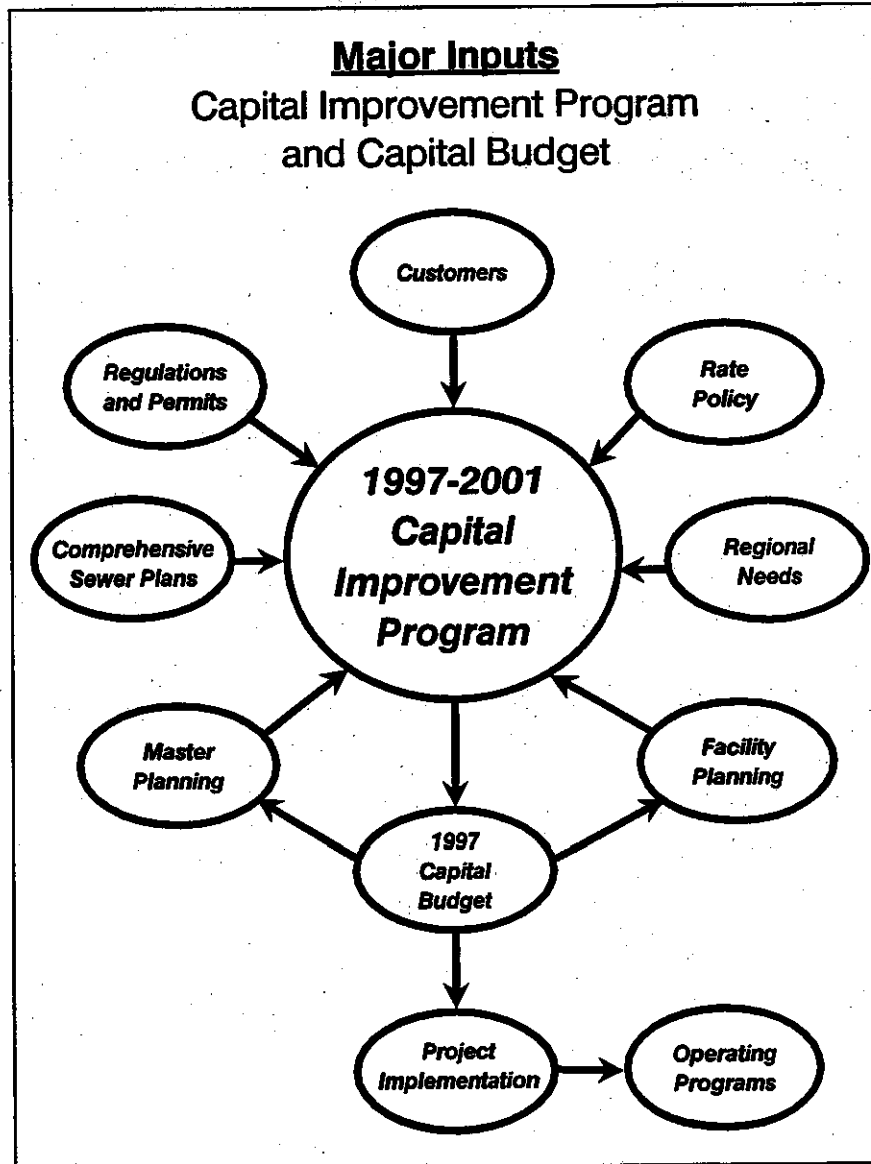 Major Inputs
Capital Improvement Program
and Capital Budget
Customers
Regulations
and Permits
Rate
Policy
1997-2001
Capital
Improvement
Program
Comprehensive
Sewer Plans
Regional
Needs
Master
Planning
Facility
Planning
1997
Capital
Budget
Project
Implementation
Operating
Programs